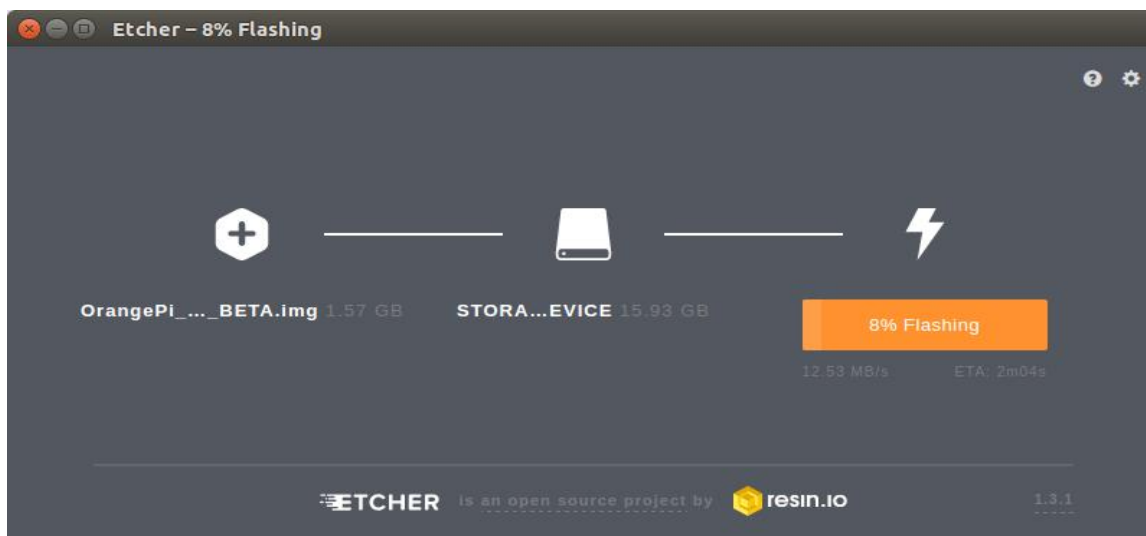 Etcher – 8% Flashing
OrangePi_..._BETA.img 1.57 GB
STORA...EVICE 15.93 GB
8% Flashing
12.53 MB/s ETA: 2m04s
ETCHER is an open source project by resin.io 1.3.1